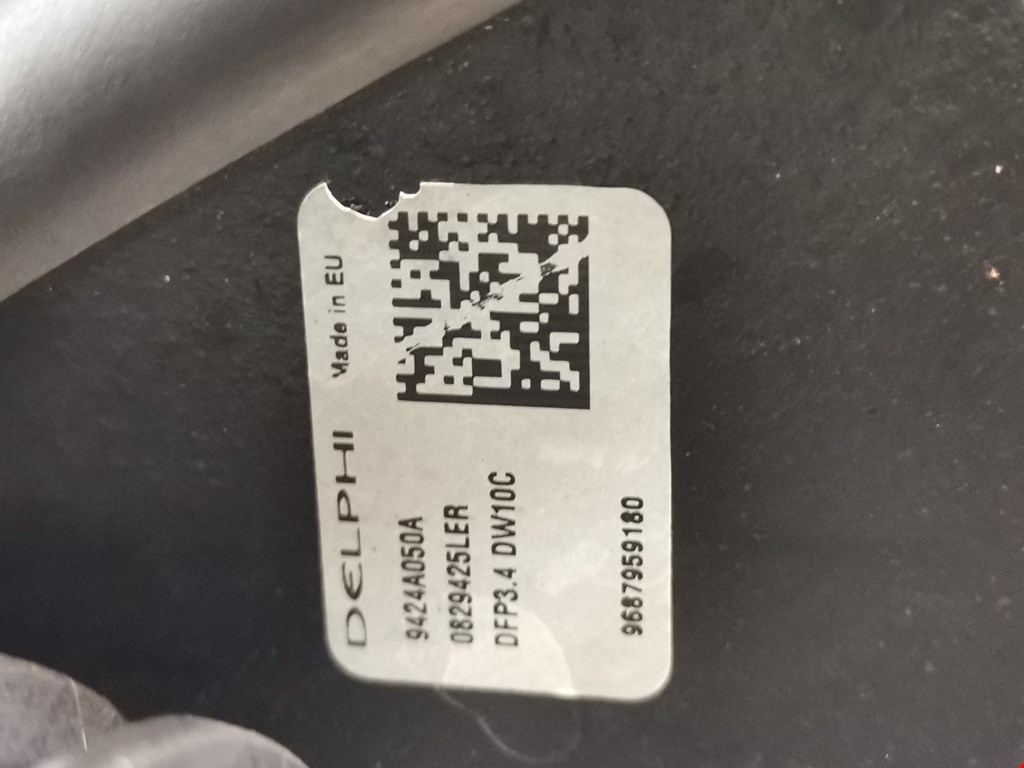 DELPHI Made in EU
9424A050A
0829425LER
DFP3.4 DW10C
9687959180